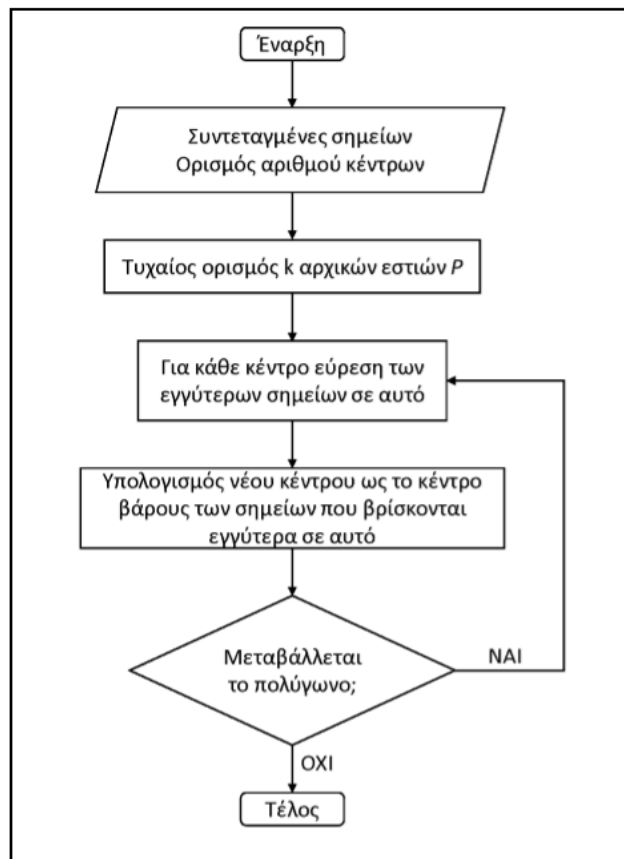 Έναρξη
Συντεταγμένες σημείων
Ορισμός αριθμού κέντρων
Τυχαίος ορισμός k αρχικών εστιών P
Για κάθε κέντρο εύρεση των
εγγύτερων σημείων σε αυτό
Υπολογισμός νέου κέντρου ως το κέντρο
βάρους των σημείων που βρίσκονται
εγγύτερα σε αυτό
Μεταβάλλεται
το πολύγωνο;
ΝΑΙ
ΟΧΙ
Τέλος